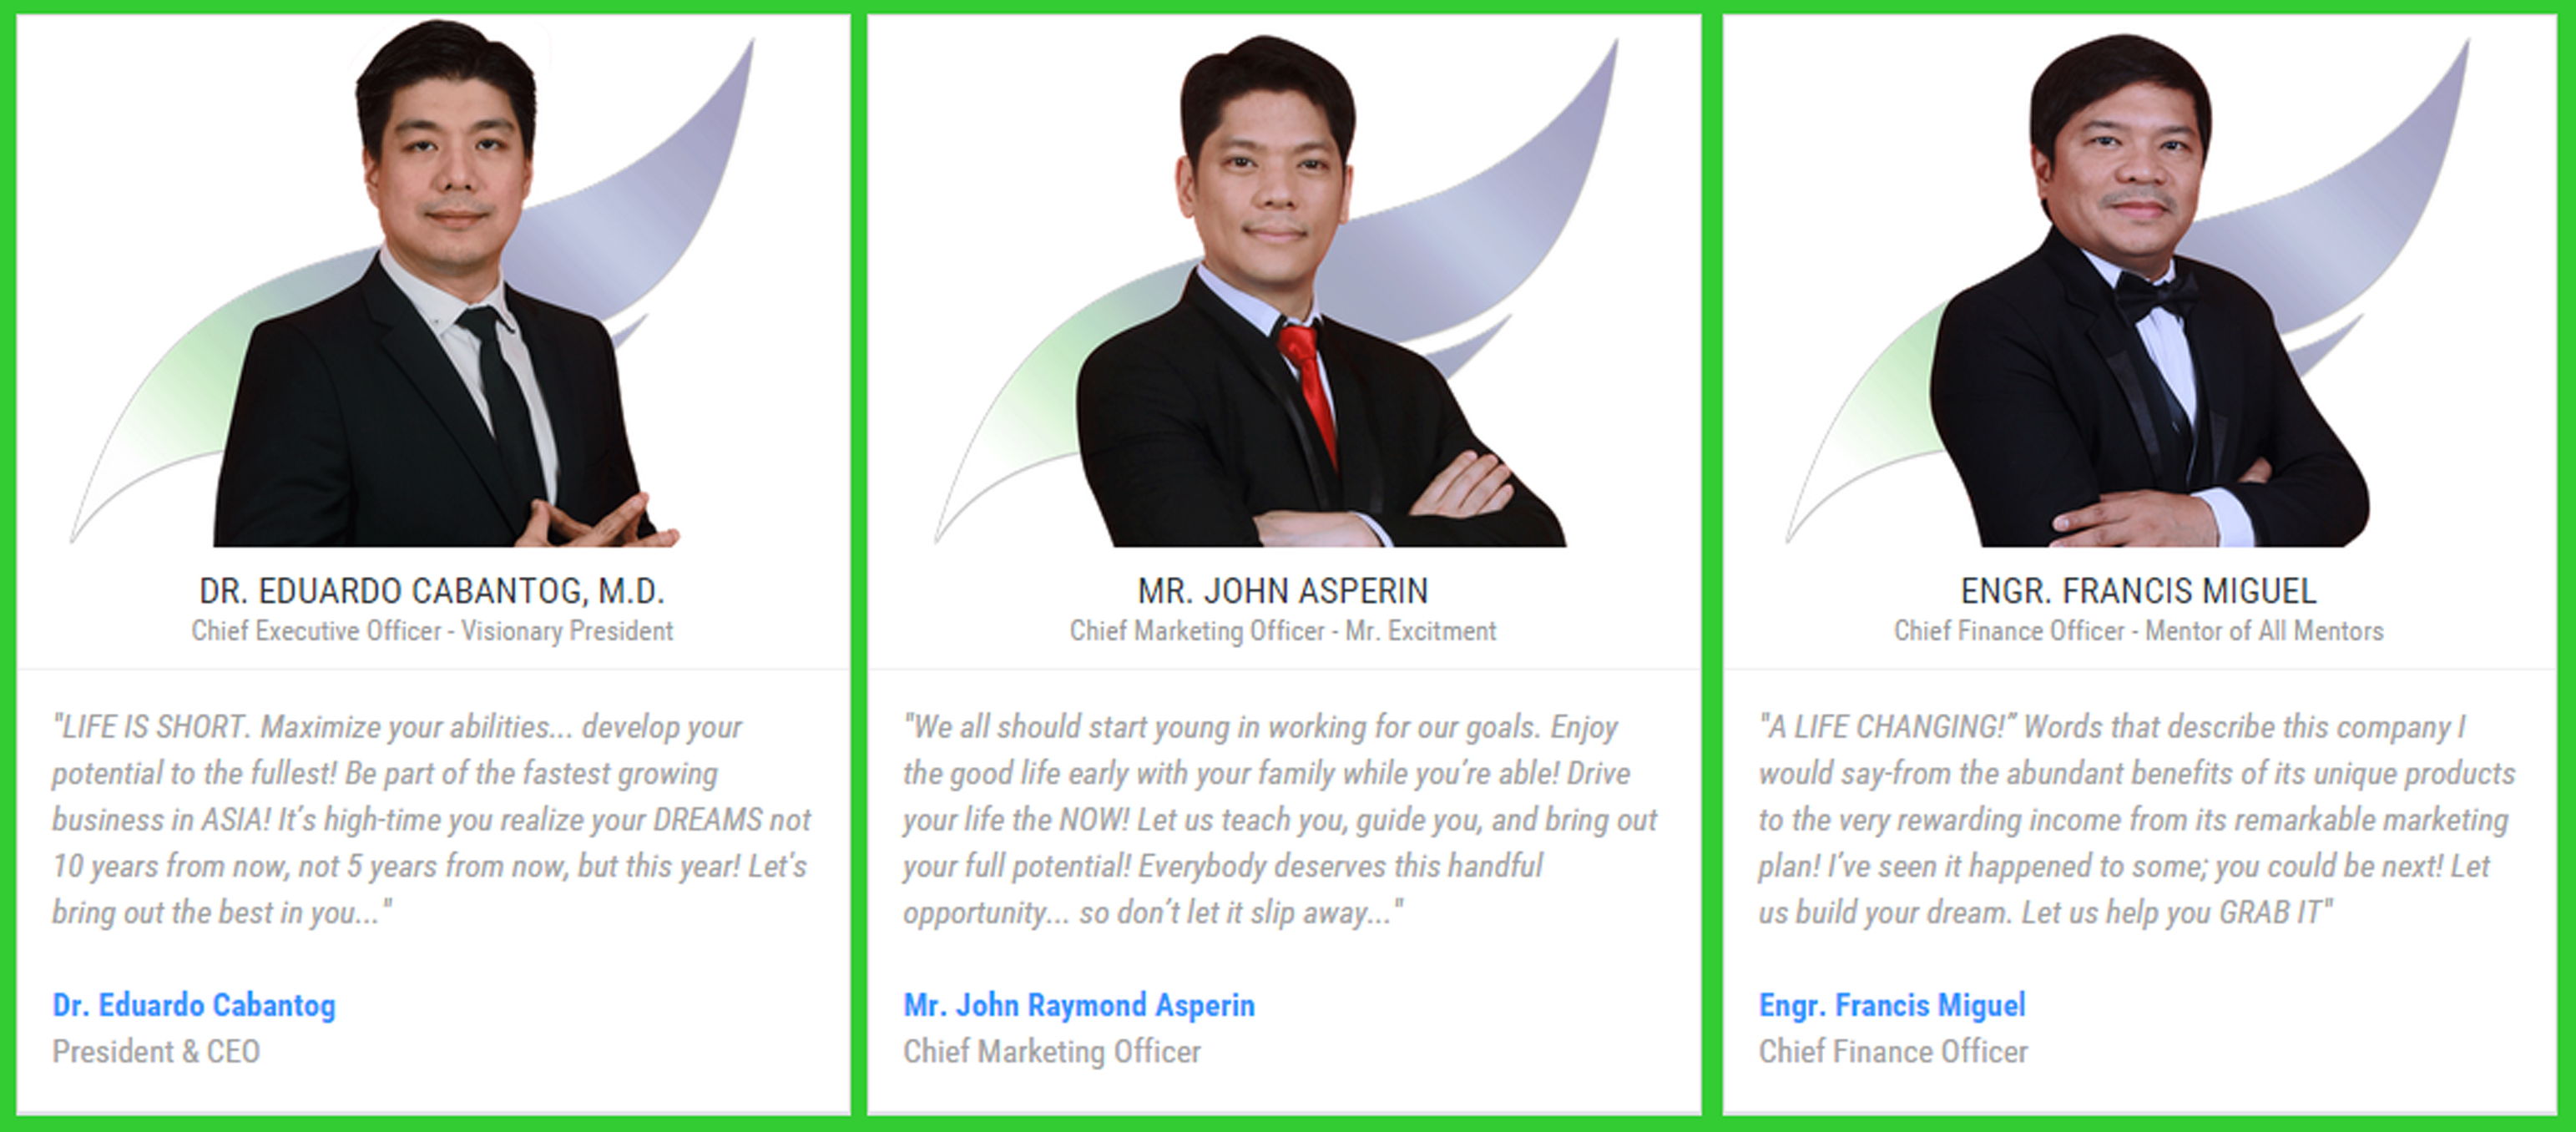 DR. EDUARDO CABANTOG, M.D.
Chief Executive Officer - Visionary President
"LIFE IS SHORT. Maximize your abilities... develop your
potential to the fullest! Be part of the fastest growing
business in ASIA! It's high-time you realize your DREAMS not
10 years from now, not 5 years from now, but this year! Let's
bring out the best in you..."
Dr. Eduardo Cabantog
President & CEO
MR. JOHN ASPERIN
Chief Marketing Officer - Mr. Excitment
"We all should start young in working for our goals. Enjoy
the good life early with your family while you're able! Drive
your life the NOW! Let us teach you, guide you, and bring out
your full potential! Everybody deserves this handful
opportunity... so don't let it slip away..."
Mr. John Raymond Asperin
Chief Marketing Officer
ENGR. FRANCIS MIGUEL
Chief Finance Officer - Mentor of All Mentors
"A LIFE CHANGING!” Words that describe this company I
would say-from the abundant benefits of its unique products
to the very rewarding income from its remarkable marketing
plan! I've seen it happened to some; you could be next! Let
us build your dream. Let us help you GRAB IT"
Engr. Francis Miguel
Chief Finance Officer